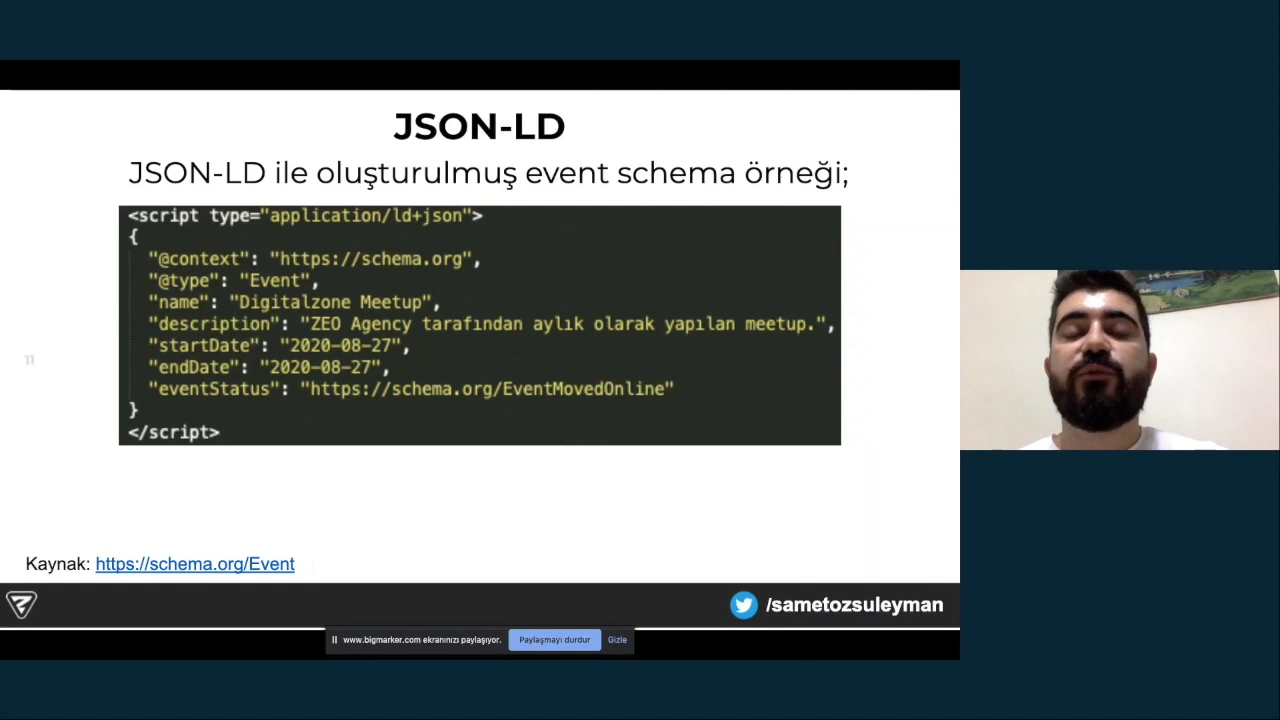 JSON-LD
JSON-LD ile oluşturulmuş event schema örneği;
<script type="application/ld+json">
{
"@context": "https://schema.org",
"@type": "Event",
"name": "Digitalzone Meetup",
"description": "ZEO Agency tarafından aylık olarak yapılan meetup.",
"startDate": "2020-08-27",
"endDate": "2020-08-27",
"eventStatus": "https://schema.org/EventMovedOnline"
}
</script>
11
Kaynak: https://schema.org/Event
/sametozsuleyman
www.bigmarker.com ekranınızı paylaşıyor. Paylaşmayı durdur Gizle